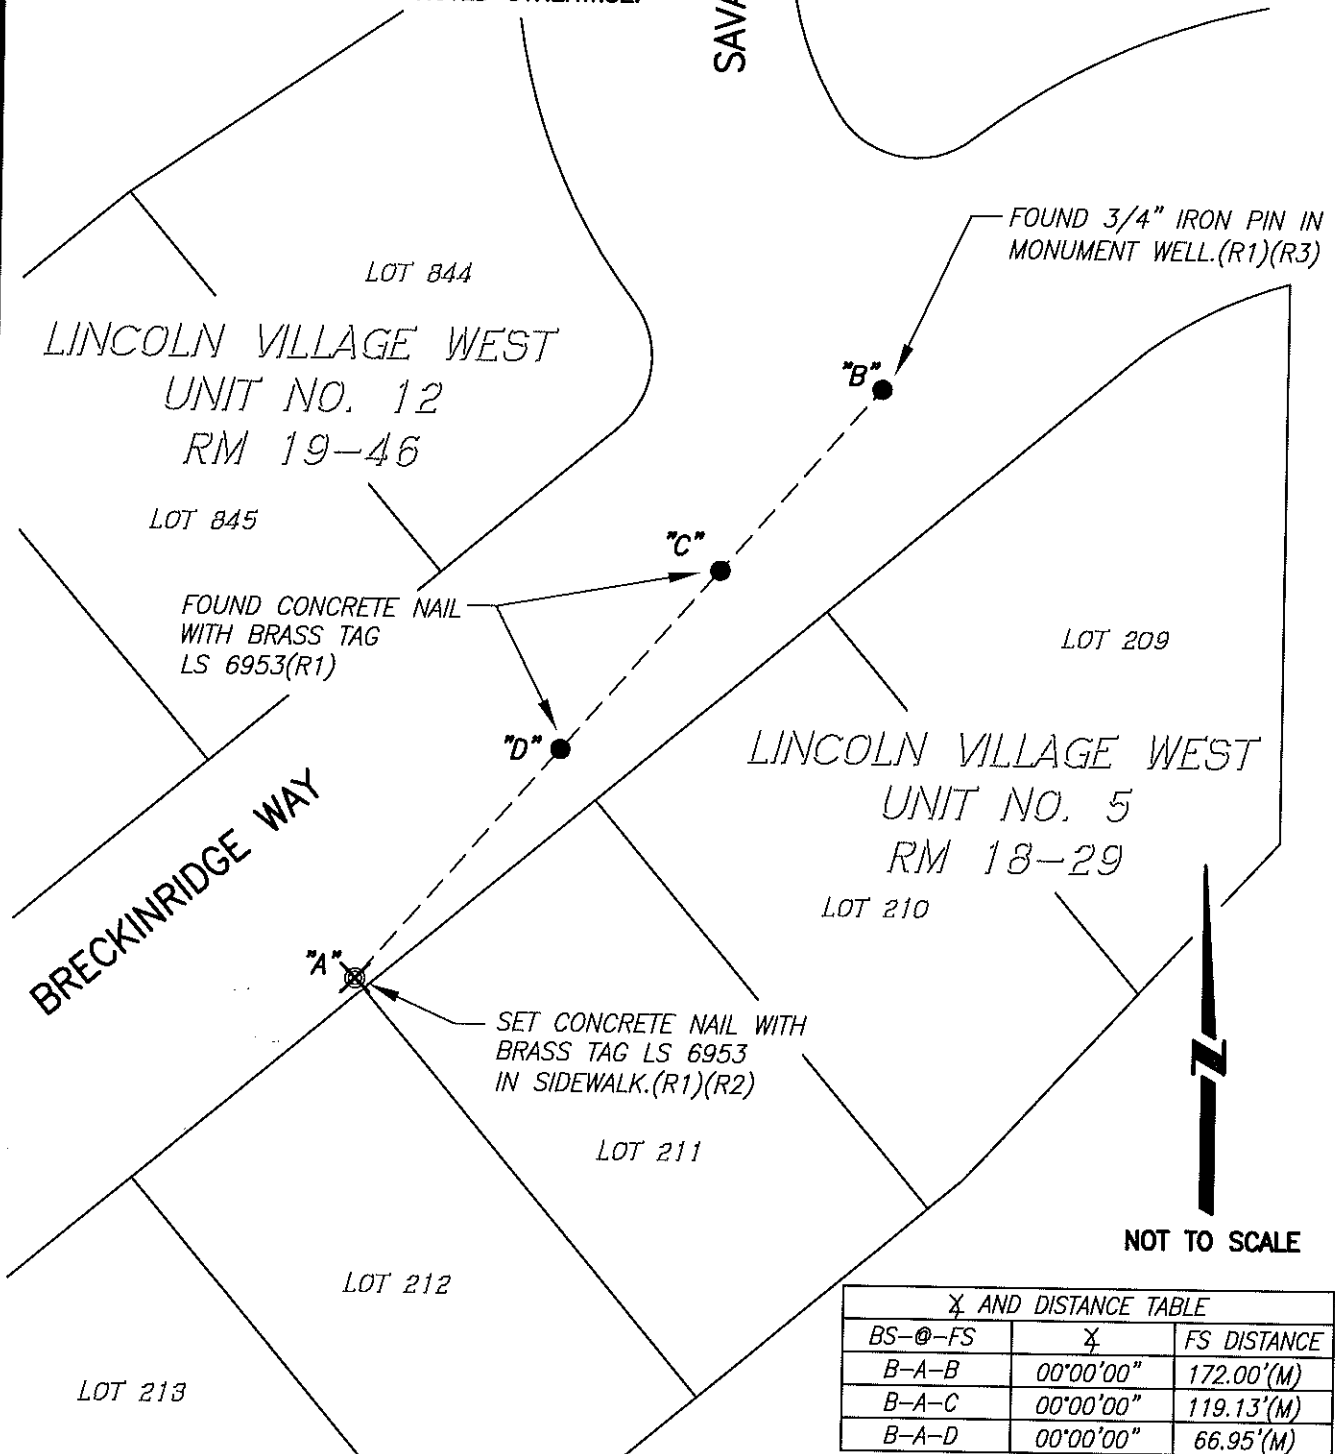 SAVA
FOUND 3/4" IRON PIN IN
MONUMENT WELL.(R1)(R3)
LOT 844
LINCOLN VILLAGE WEST
UNIT NO. 12
RM 19-46
"B"
LOT 845
"C"
FOUND CONCRETE NAIL
WITH BRASS TAG
LS 6953(R1)
LOT 209
"D"
LINCOLN VILLAGE WEST
UNIT NO. 5
RM 18-29
BRECKINRIDGE WAY
LOT 210
"A"
SET CONCRETE NAIL WITH
BRASS TAG LS 6953
IN SIDEWALK.(R1)(R2)
LOT 211
NOT TO SCALE
LOT 212
LOT 213
∡ AND DISTANCE TABLE
BS-@-FS ∡ FS DISTANCE
B-A-B 00°00'00" 172.00'(M)
B-A-C 00°00'00" 119.13'(M)
B-A-D 00°00'00" 66.95'(M)